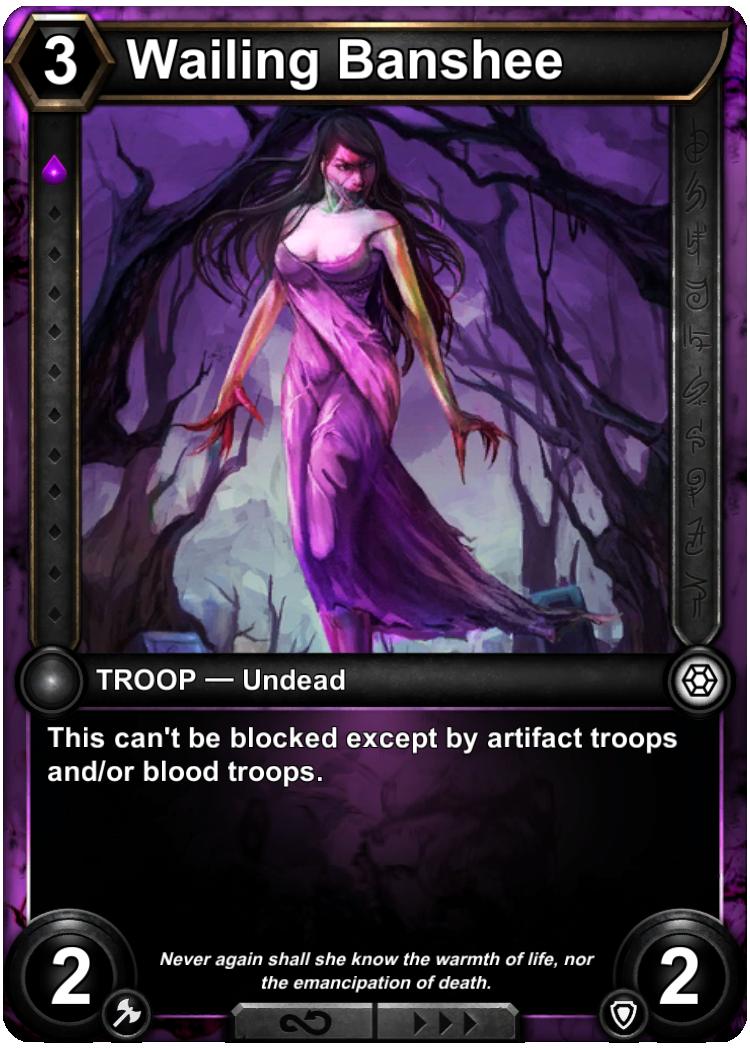 3 Wailing Banshee
TROOP — Undead
This can't be blocked except by artifact troops
and/or blood troops.
Never again shall she know the warmth of life, nor
the emancipation of death.
2 2